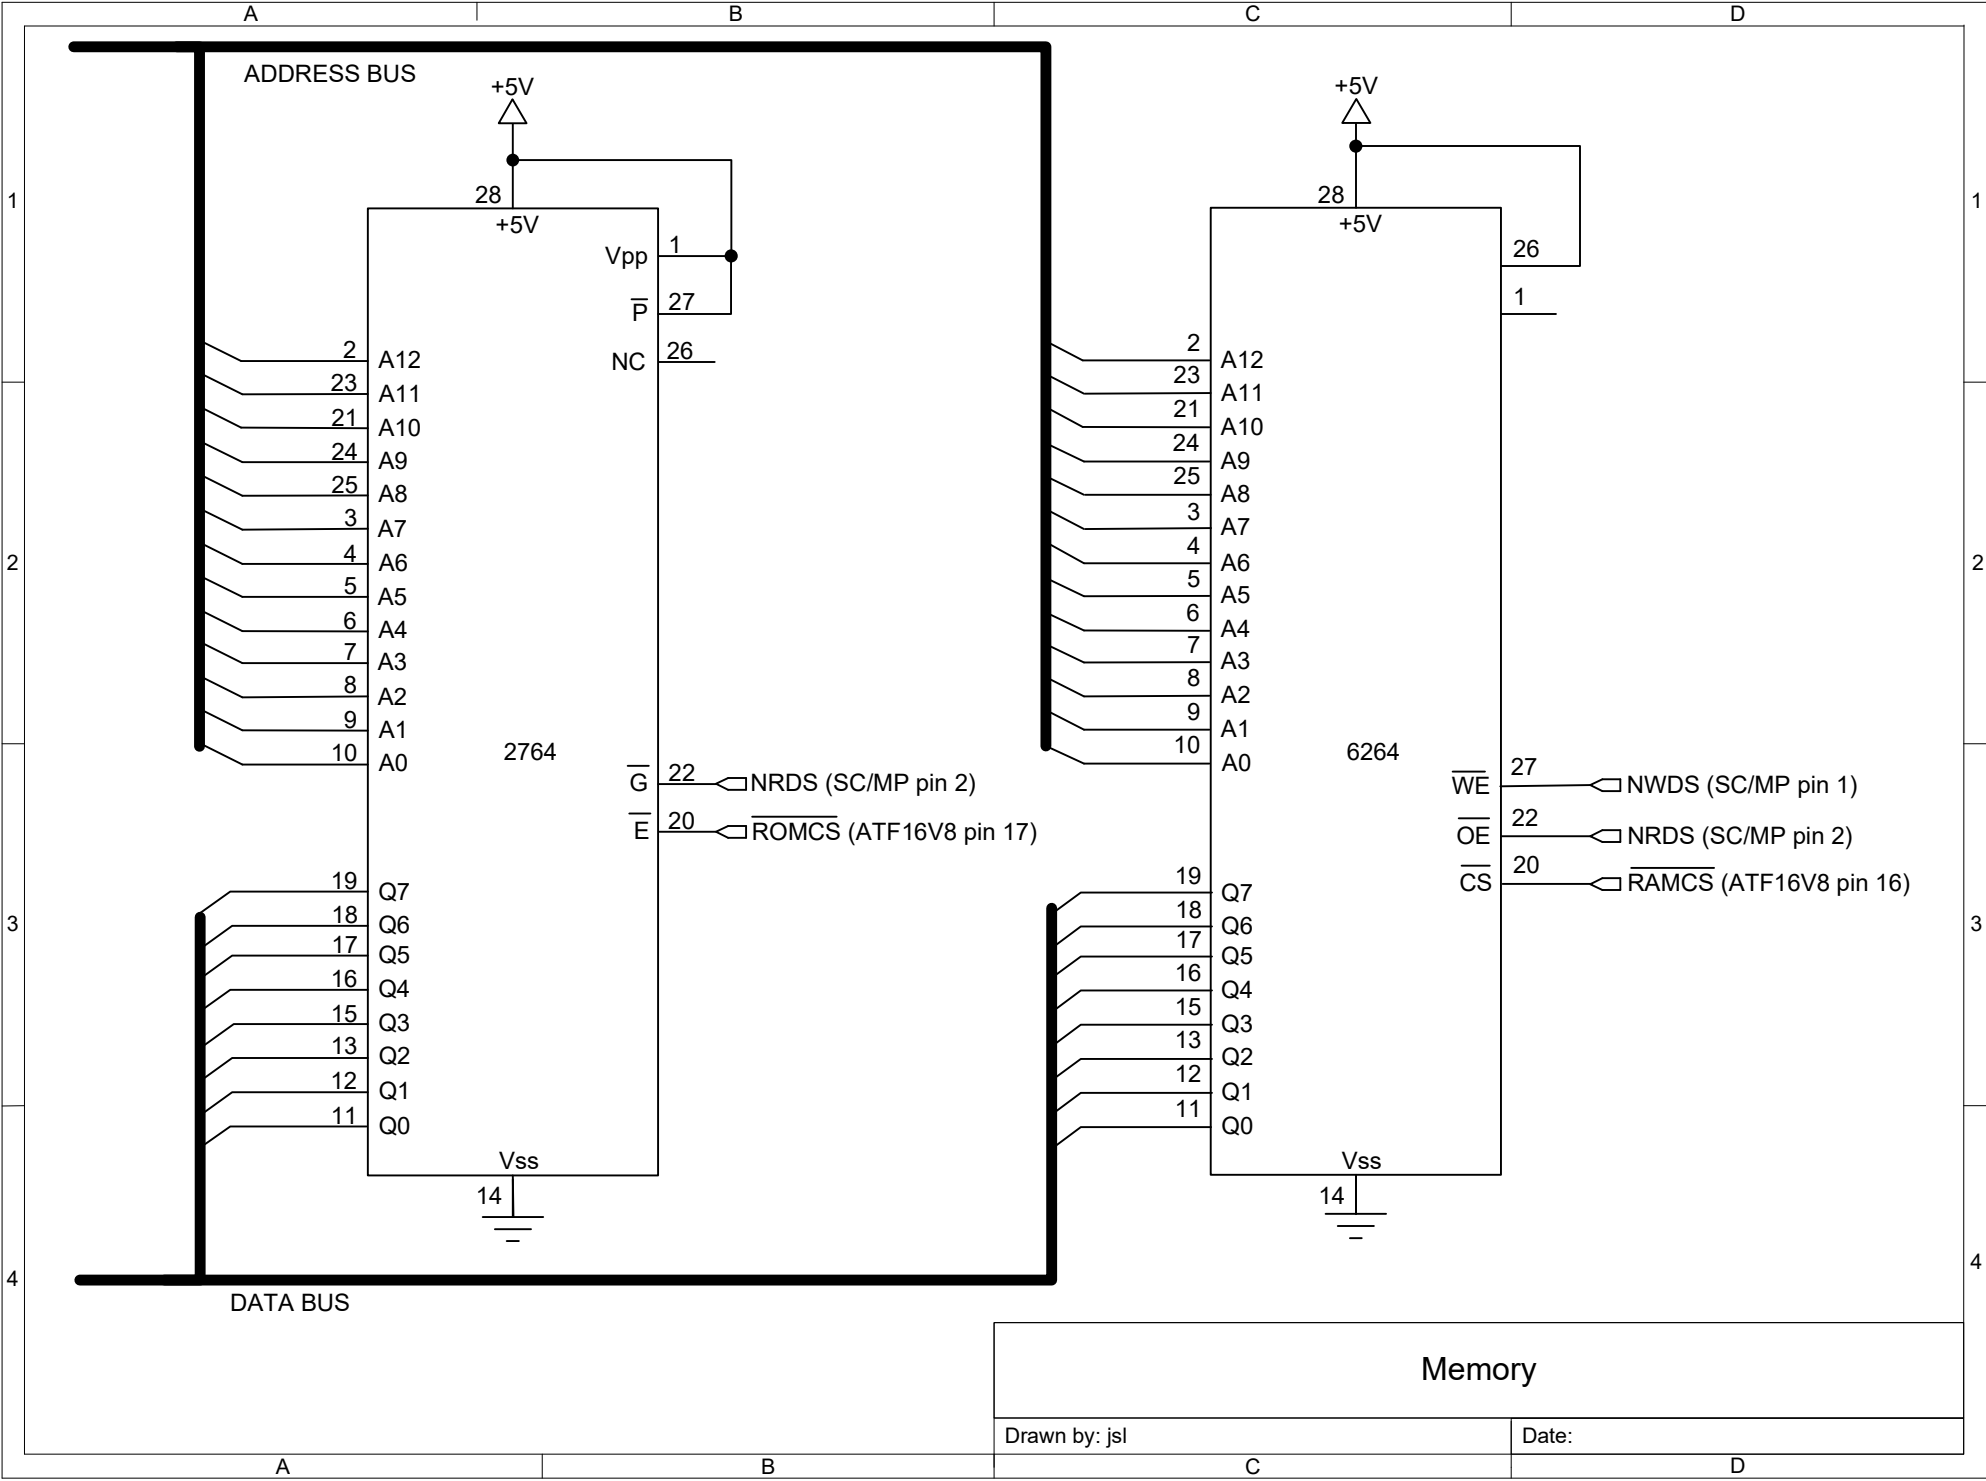 A B C D
ADDRESS BUS
+5V
28
+5V
Vpp 1
P̅ 27
NC 26
2 A12
23 A11
21 A10
24 A9
25 A8
3 A7
4 A6
5 A5
6 A4
7 A3
8 A2
9 A1
10 A0
2764
G̅ 22 NRDS (SC/MP pin 2)
E̅ 20 R̅O̅M̅C̅S̅ (ATF16V8 pin 17)
19 Q7
18 Q6
17 Q5
16 Q4
15 Q3
13 Q2
12 Q1
11 Q0
Vss
14
+5V
28
+5V
26
1
2 A12
23 A11
21 A10
24 A9
25 A8
3 A7
4 A6
5 A5
6 A4
7 A3
8 A2
9 A1
10 A0
6264
W̅E̅ 27 NWDS (SC/MP pin 1)
O̅E̅ 22 NRDS (SC/MP pin 2)
C̅S̅ 20 R̅A̅M̅C̅S̅ (ATF16V8 pin 16)
19 Q7
18 Q6
17 Q5
16 Q4
15 Q3
13 Q2
12 Q1
11 Q0
Vss
14
DATA BUS
1 1
2 2
3 3
4 4
Memory
Drawn by: jsl Date:
A B C D